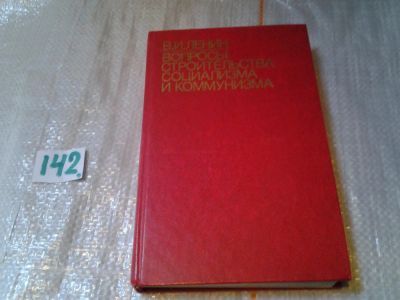 В.И.ЛЕНИН
ВОПРОСЫ
СТРОИТЕЛЬСТВА
СОЦИАЛИЗМА
И КОММУНИЗМА
142